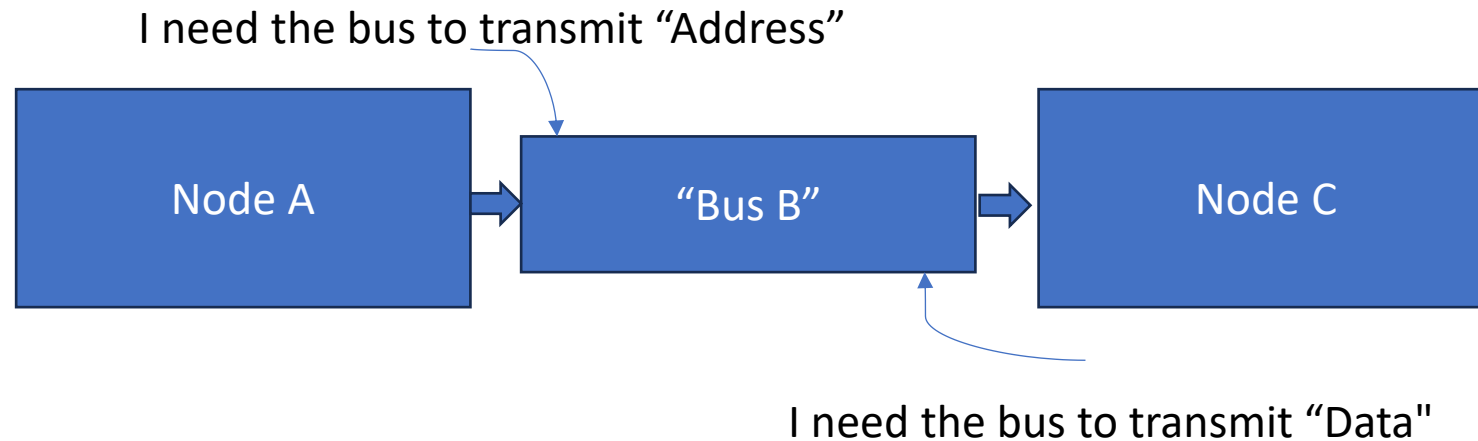 I need the bus to transmit “Address”
Node A
“Bus B”
Node C
I need the bus to transmit “Data"